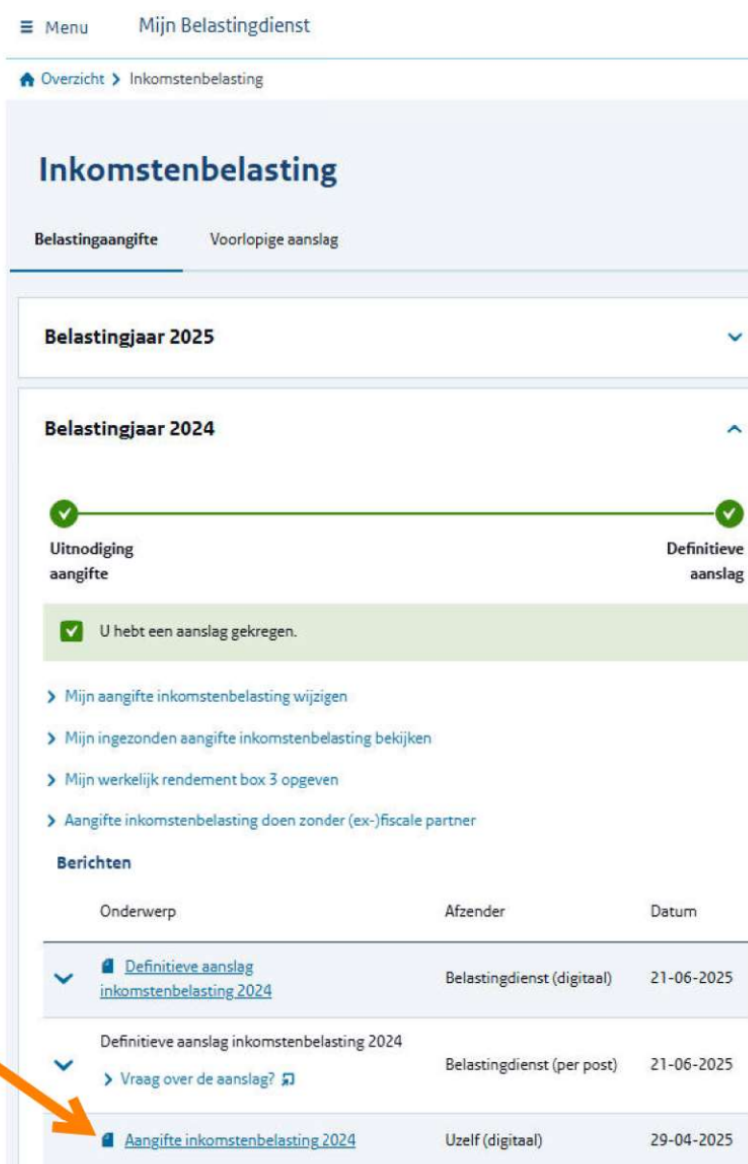 Menu Mijn Belastingdienst
Overzicht > Inkomstenbelasting
Inkomstenbelasting
Belastingaangifte Voorlopige aanslag
Belastingjaar 2025
Belastingjaar 2024
Uitnodiging aangifte
Definitieve aanslag
U hebt een aanslag gekregen.
> Mijn aangifte inkomstenbelasting wijzigen
> Mijn ingezonden aangifte inkomstenbelasting bekijken
> Mijn werkelijk rendement box 3 opgeven
> Aangifte inkomstenbelasting doen zonder (ex-)fiscale partner
Berichten
Onderwerp Afzender Datum
Definitieve aanslag
inkomstenbelasting 2024 Belastingdienst (digitaal) 21-06-2025
Definitieve aanslag inkomstenbelasting 2024
> Vraag over de aanslag? Belastingdienst (per post) 21-06-2025
Aangifte inkomstenbelasting 2024 Uzelf (digitaal) 29-04-2025